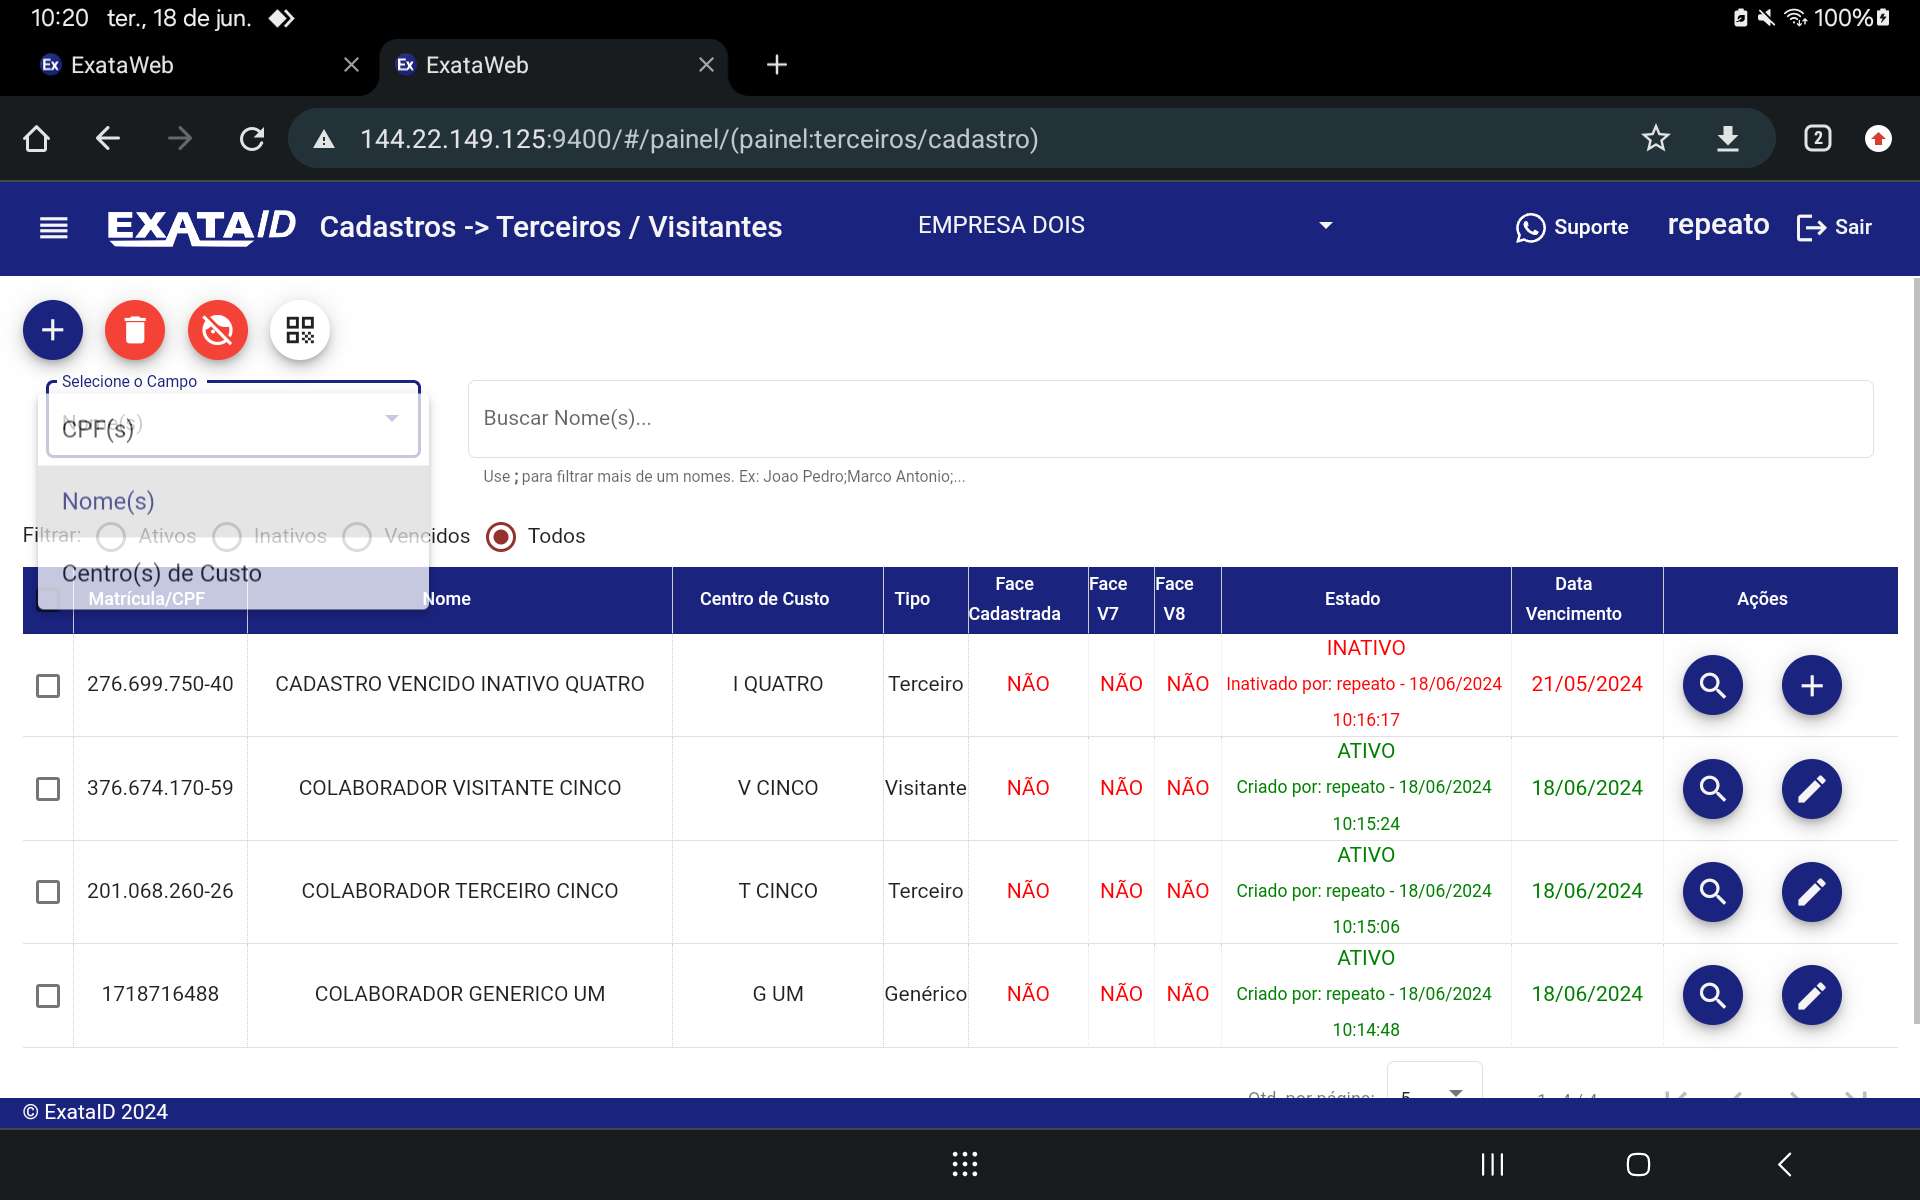 10:20 ter., 18 de jun. 100%
Ex ExataWeb Ex ExataWeb
144.22.149.125:9400/#/painel/(painel:terceiros/cadastro) 2
EXATAID Cadastros -> Terceiros / Visitantes EMPRESA DOIS Suporte repeato Sair
Selecione o Campo
Nome(s)
CPF(s)
Nome(s)
Centro(s) de Custo
Buscar Nome(s)...
Use ; para filtrar mais de um nomes. Ex: Joao Pedro;Marco Antonio;...
Filtrar: Ativos Inativos Vencidos Todos
Matrícula/CPF Nome Centro de Custo Tipo Face Cadastrada Face V7 Face V8 Estado Data Vencimento Ações
276.699.750-40 CADASTRO VENCIDO INATIVO QUATRO I QUATRO Terceiro NÃO NÃO NÃO INATIVO Inativado por: repeato - 18/06/2024 10:16:17 21/05/2024
376.674.170-59 COLABORADOR VISITANTE CINCO V CINCO Visitante NÃO NÃO NÃO ATIVO Criado por: repeato - 18/06/2024 10:15:24 18/06/2024
201.068.260-26 COLABORADOR TERCEIRO CINCO T CINCO Terceiro NÃO NÃO NÃO ATIVO Criado por: repeato - 18/06/2024 10:15:06 18/06/2024
1718716488 COLABORADOR GENERICO UM G UM Genérico NÃO NÃO NÃO ATIVO Criado por: repeato - 18/06/2024 10:14:48 18/06/2024
Qtd. por página: 5 1 - 4 / 4
© ExataID 2024